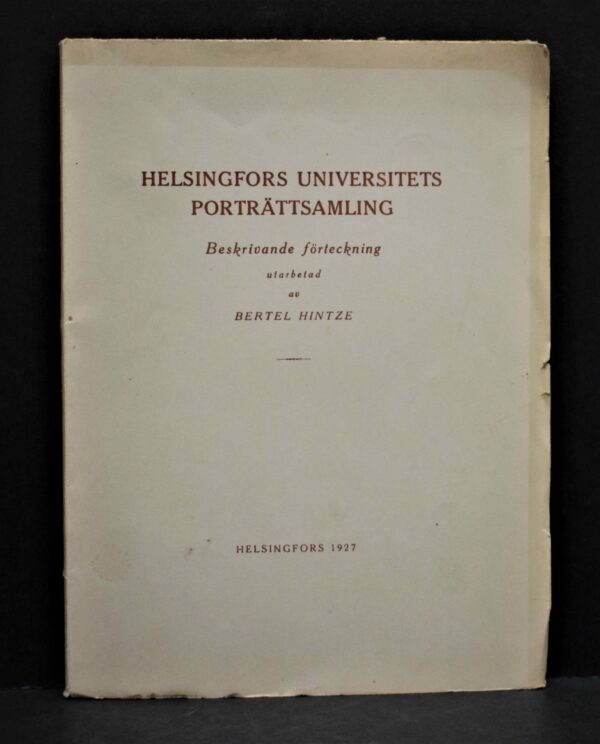 HELSINGFORS UNIVERSITETS
PORTRÄTTSAMLING
Beskrivande förteckning
utarbetad
av
BERTEL HINTZE
HELSINGFORS 1927